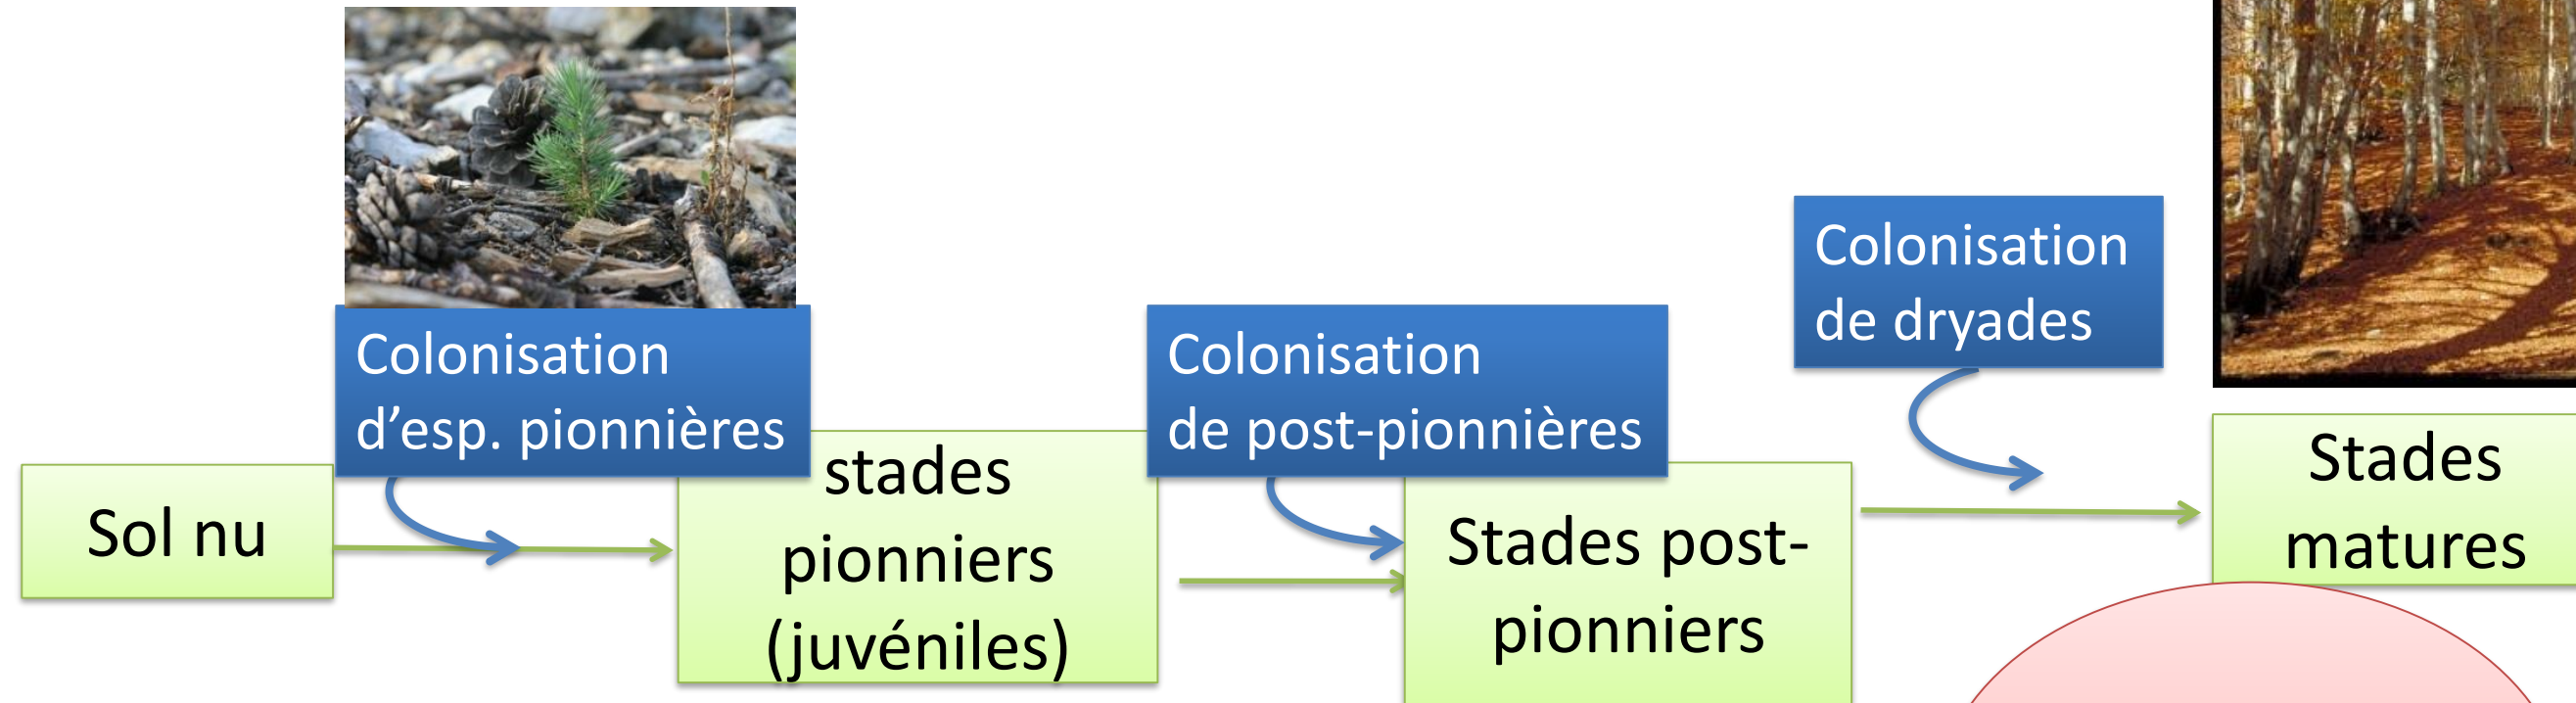 Sol nu
Colonisation
d’esp. pionnières
stades
pionniers
(juvéniles)
Colonisation
de post-pionnières
Stades post-
pionniers
Colonisation
de dryades
Stades
matures